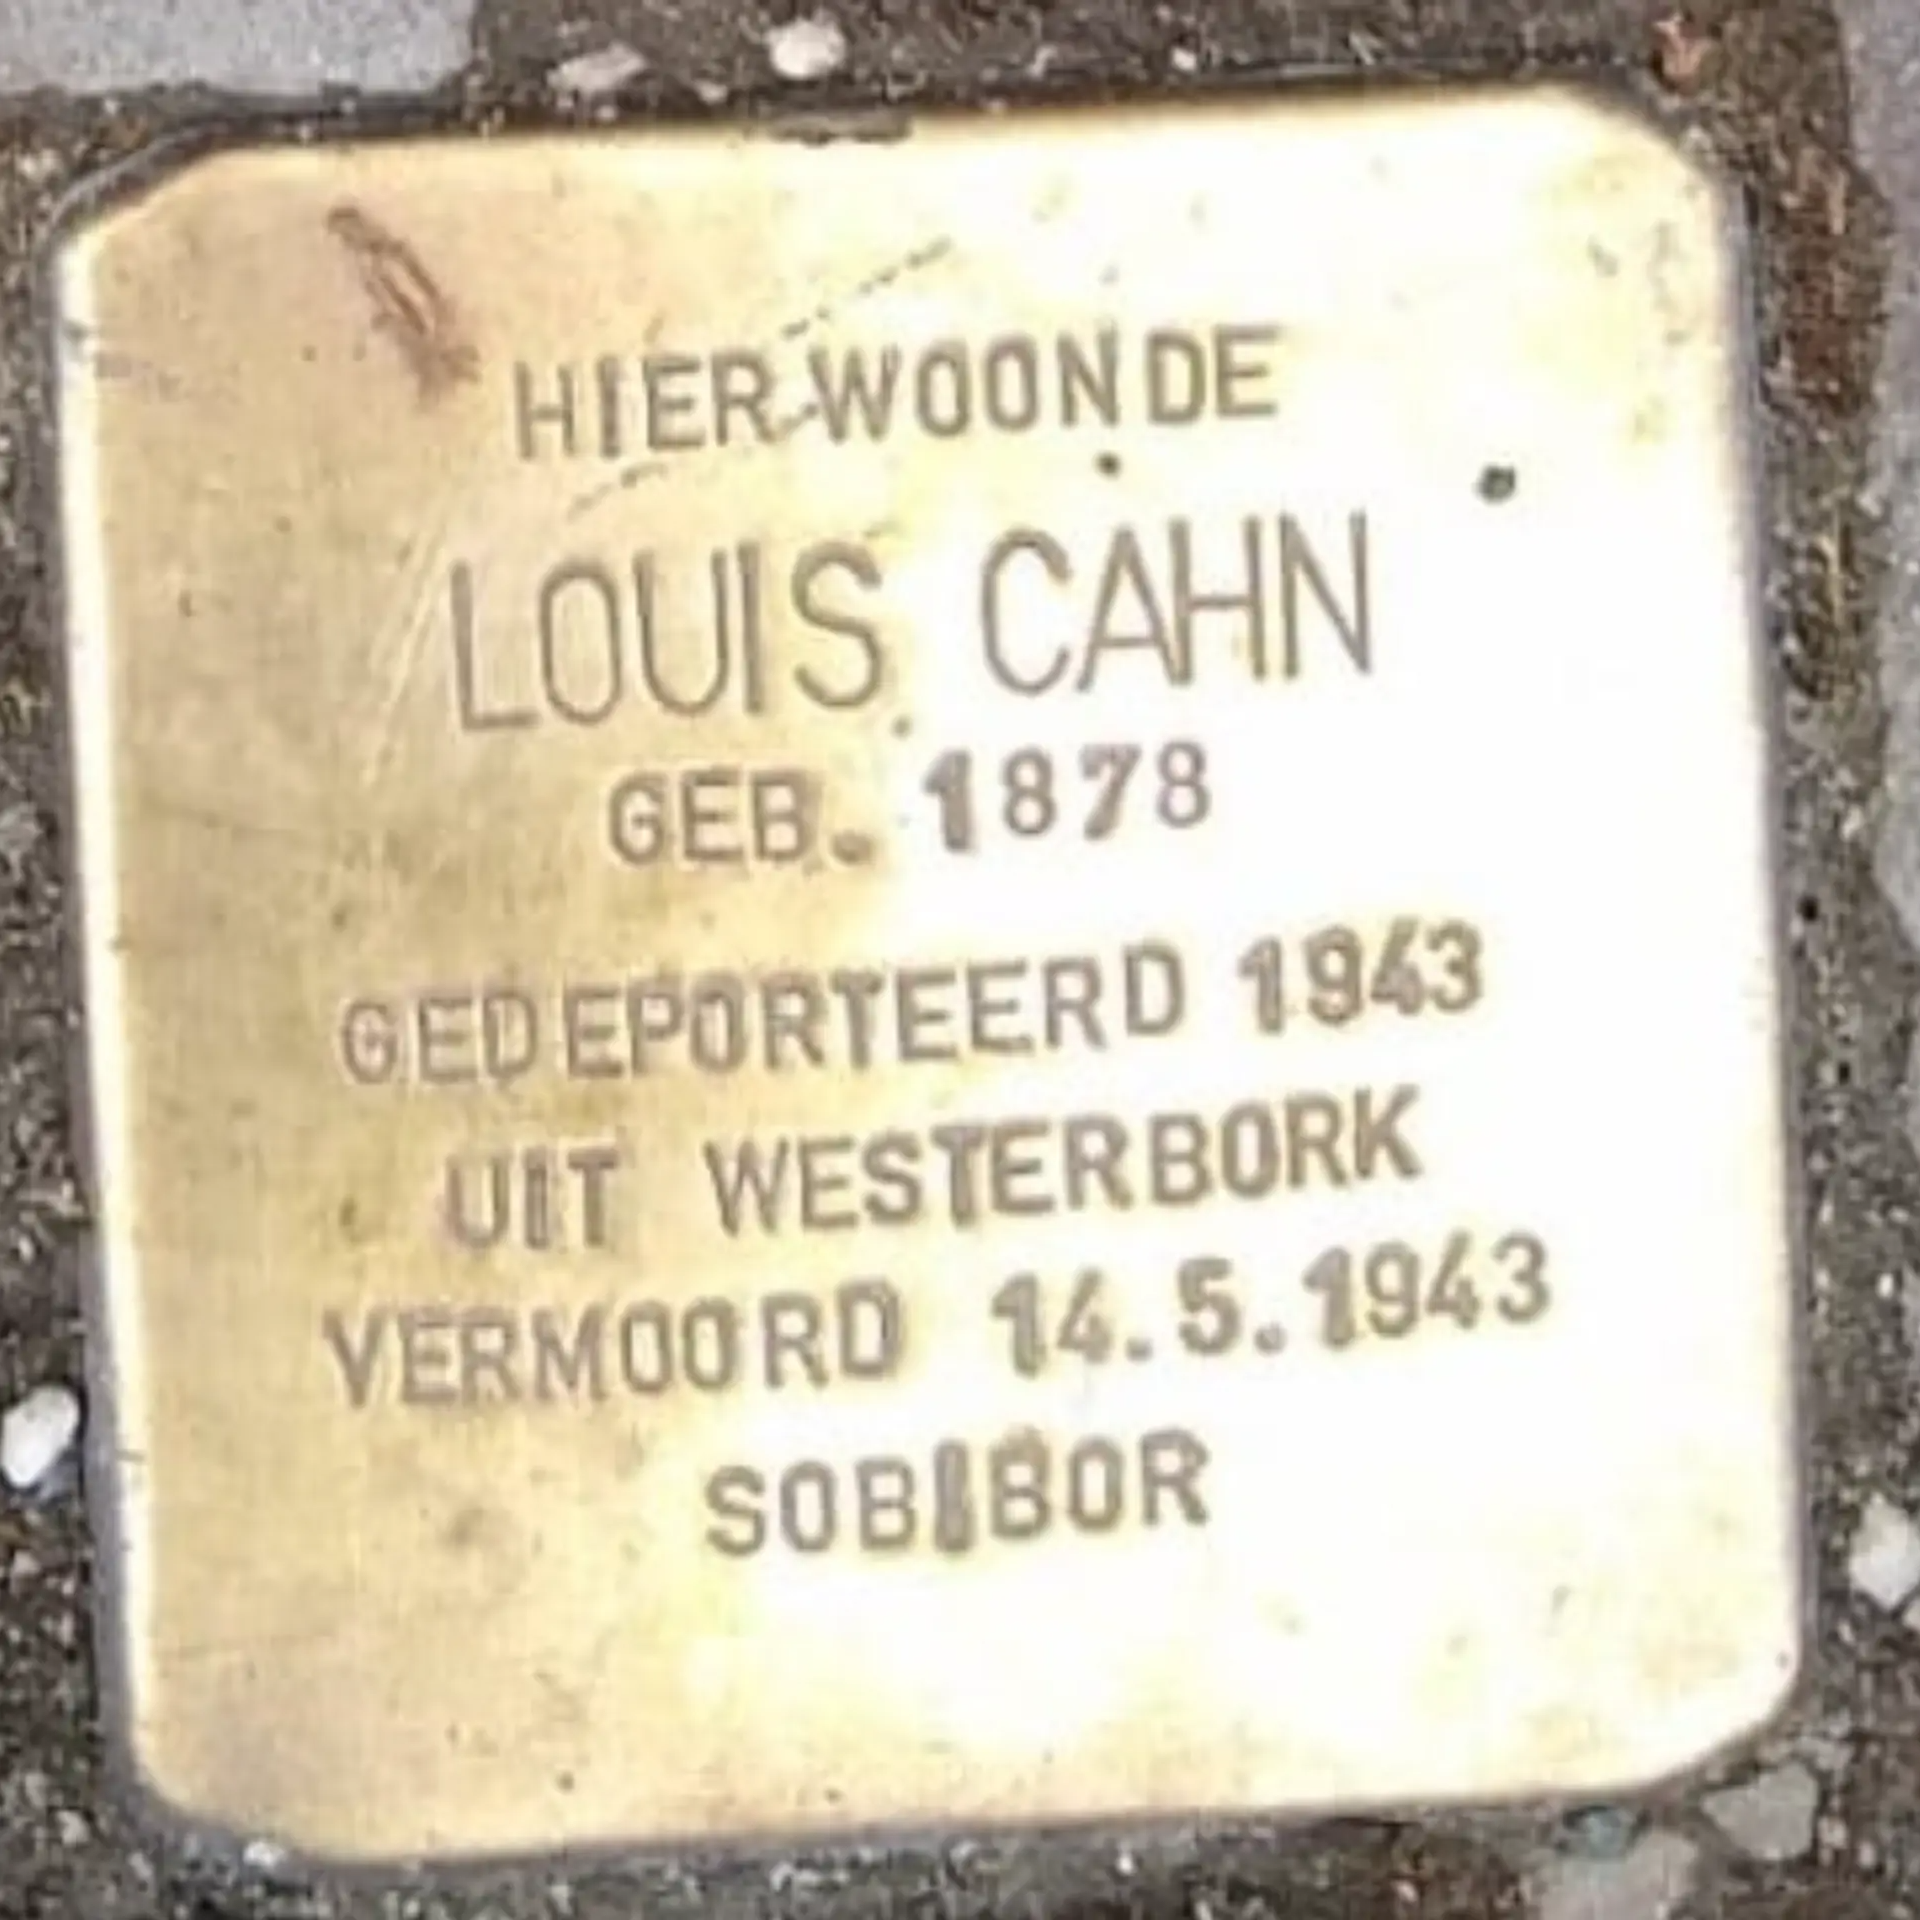 HIER WOONDE
LOUIS CAHN
GEB. 1878
GEDEPORTEERD 1943
UIT WESTERBORK
VERMOORD 14.5.1943
SOBIBOR